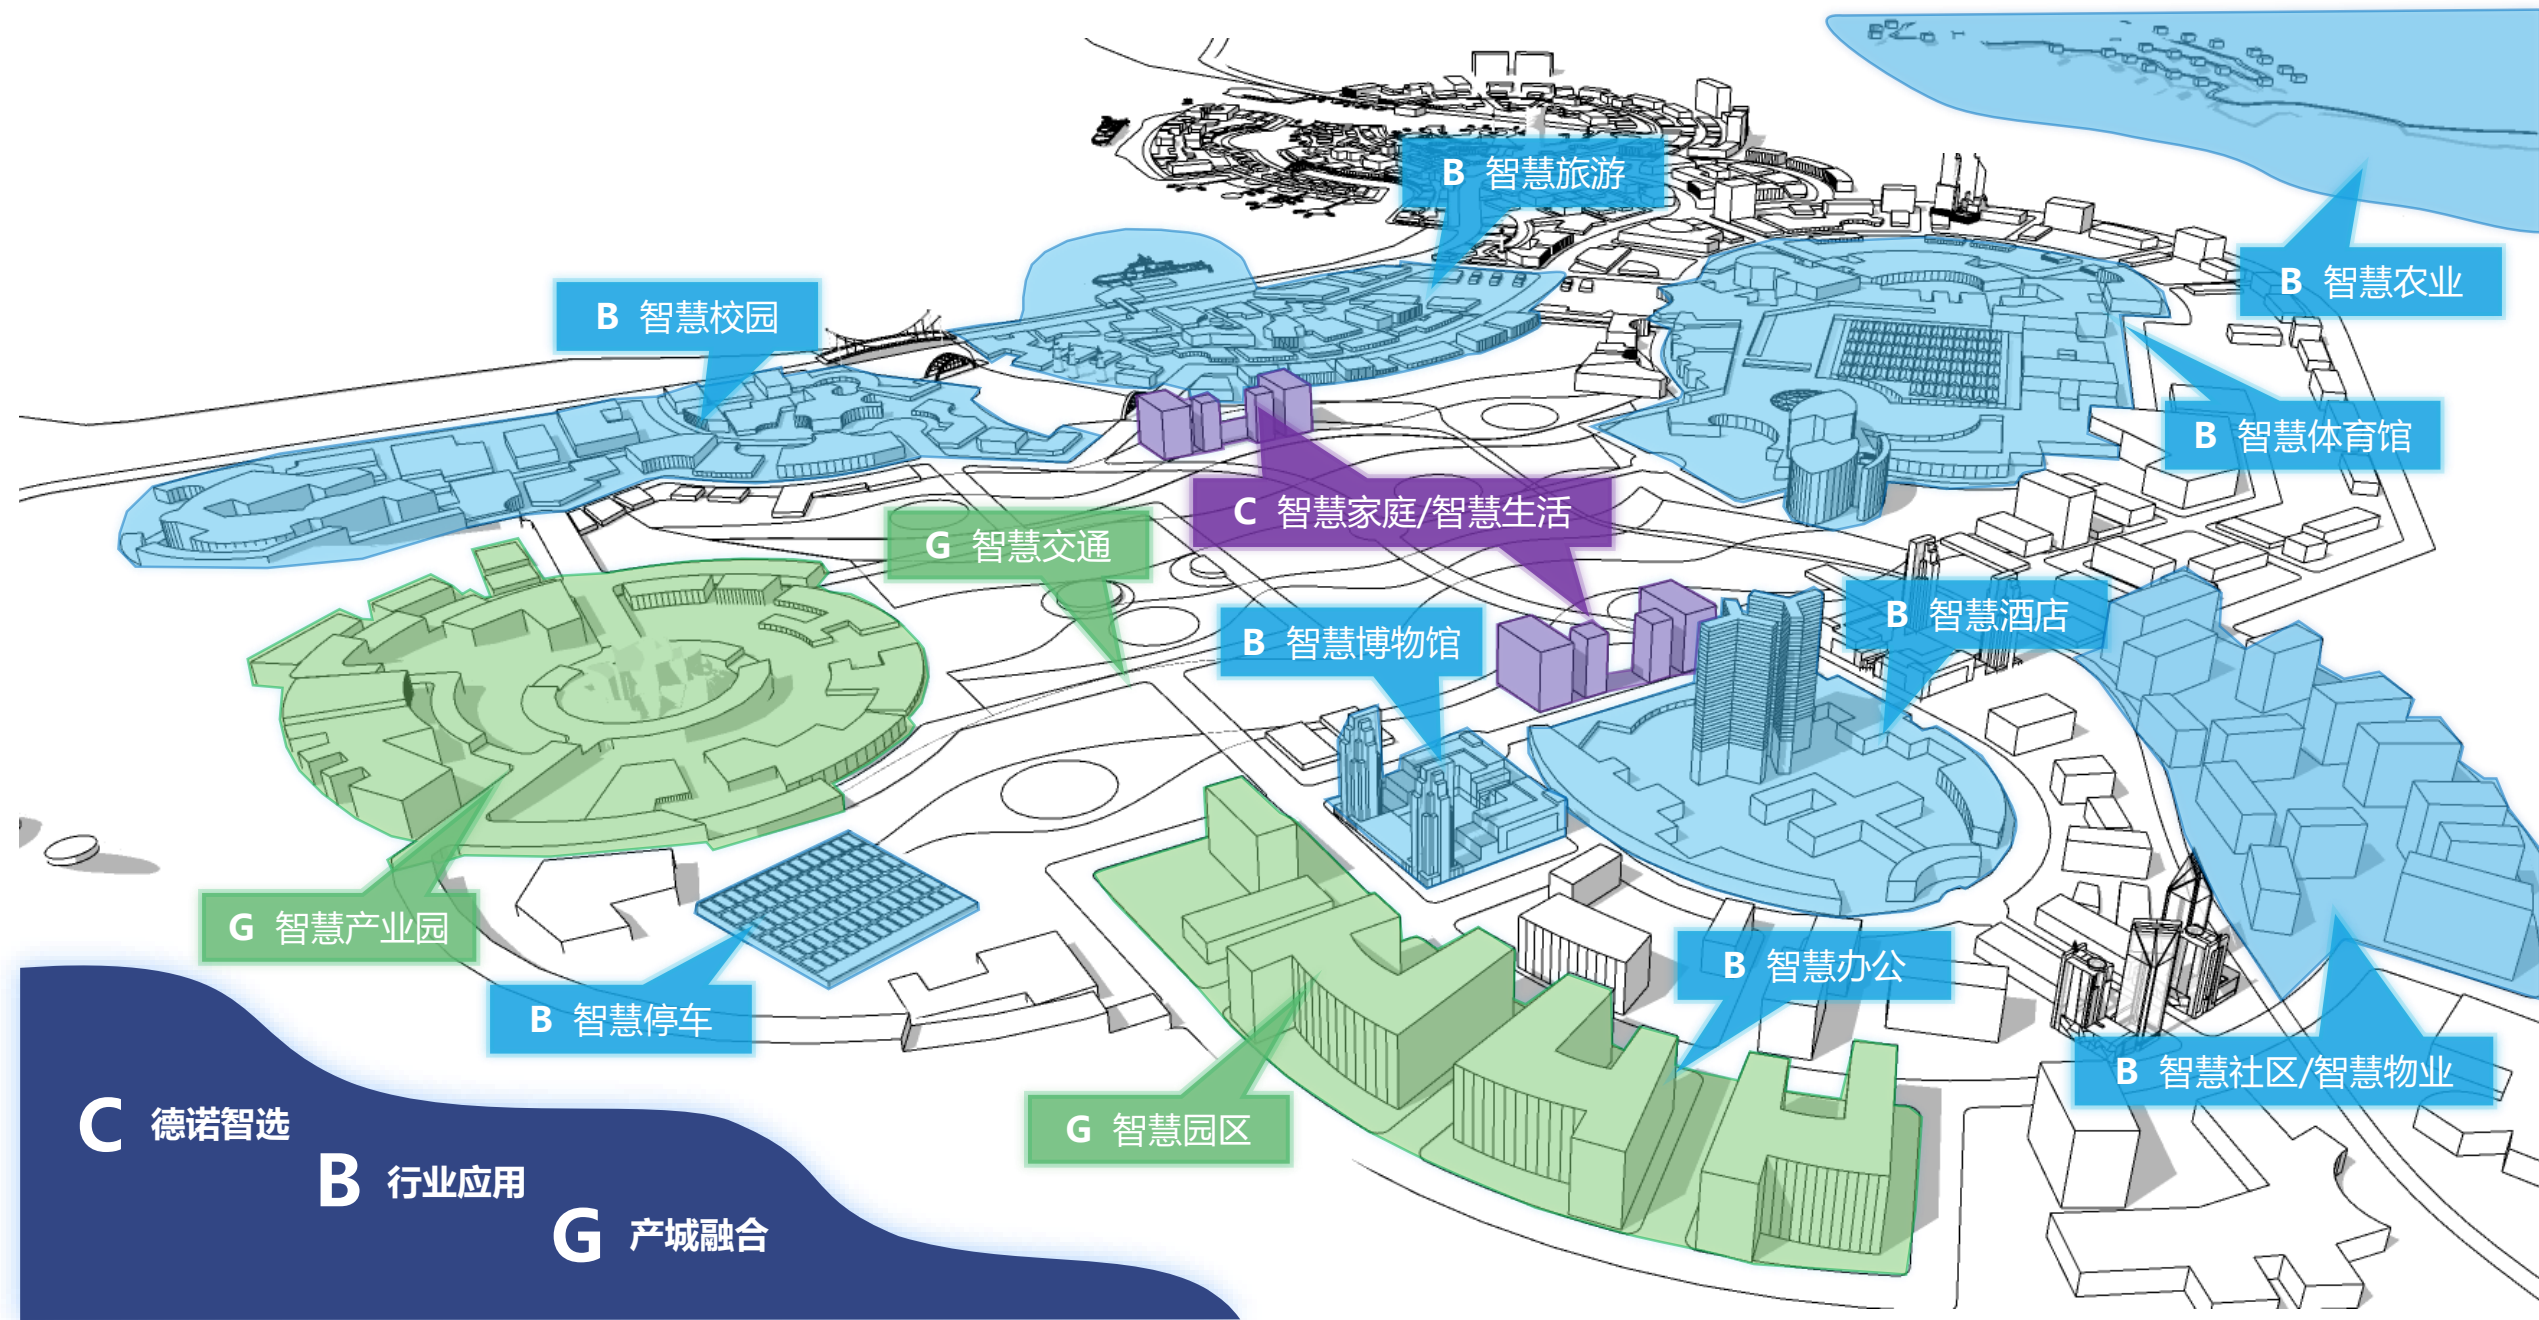 B 智慧旅游
B 智慧农业
B 智慧校园
B 智慧体育馆
C 智慧家庭/智慧生活
G 智慧交通
B 智慧博物馆
B 智慧酒店
G 智慧产业园
B 智慧停车
B 智慧办公
B 智慧社区/智慧物业
G 智慧园区
C 德诺智选
B 行业应用
G 产城融合